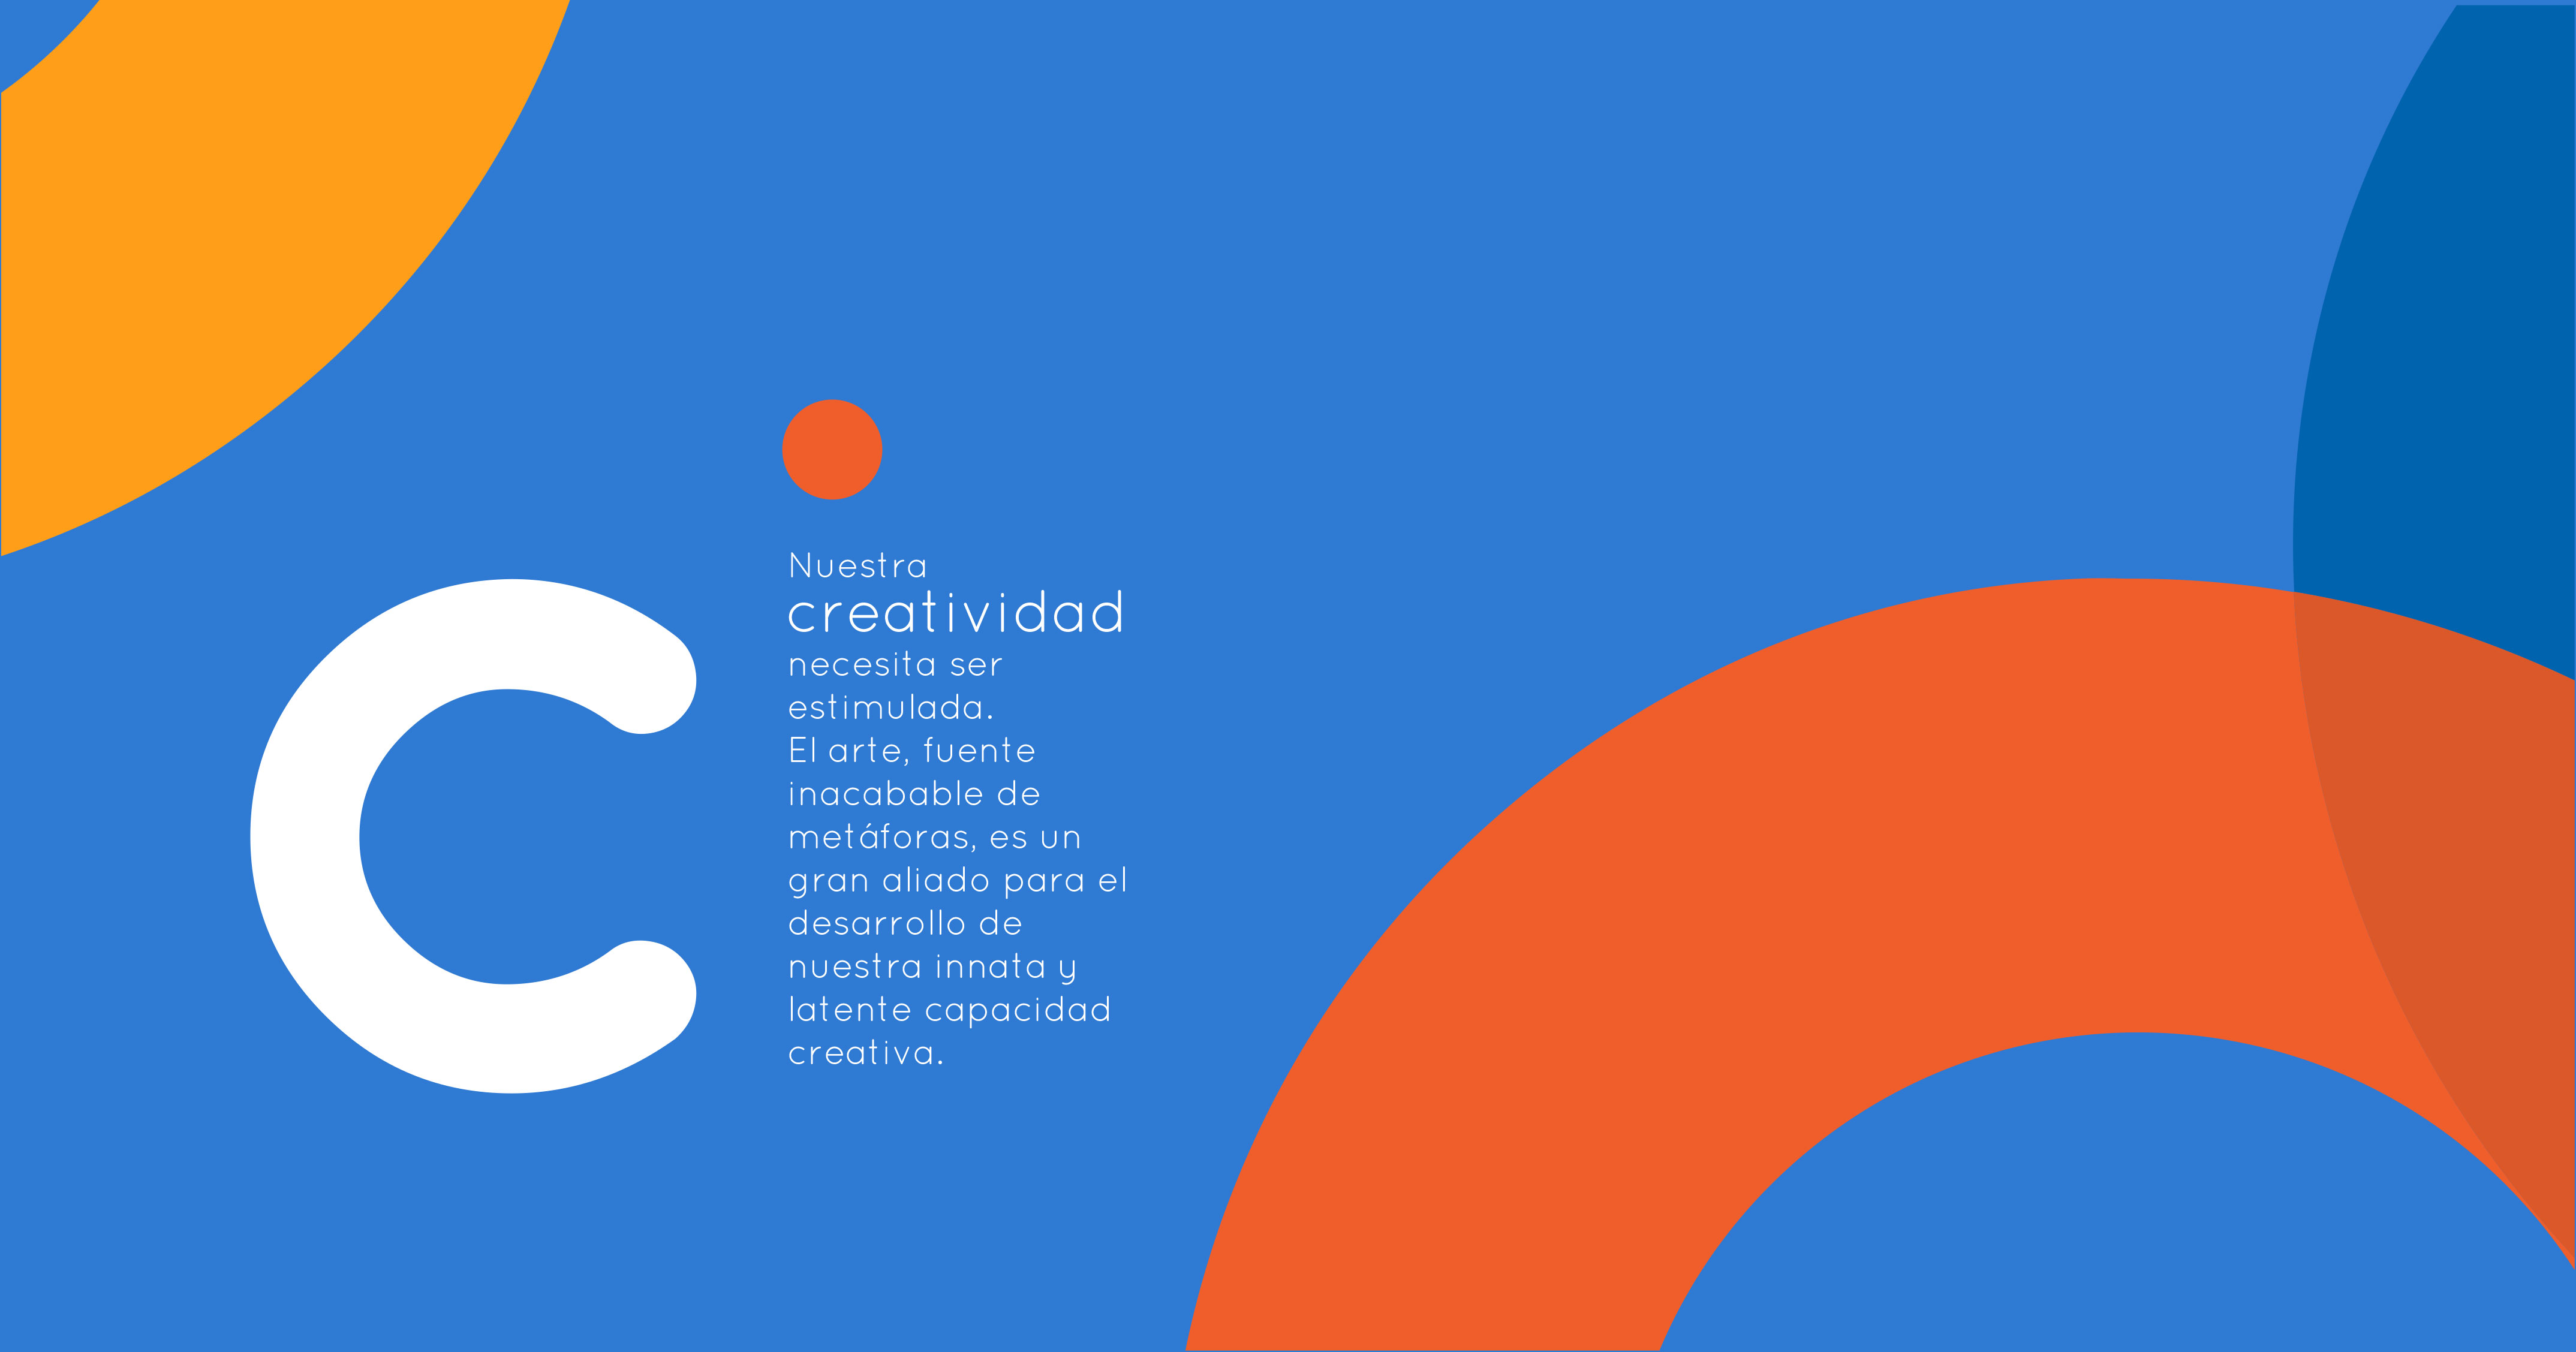 c
Nuestra
creatividad
necesita ser
estimulada.
El arte, fuente
inacabable de
metáforas, es un
gran aliado para el
desarrollo de
nuestra innata y
latente capacidad
creativa.